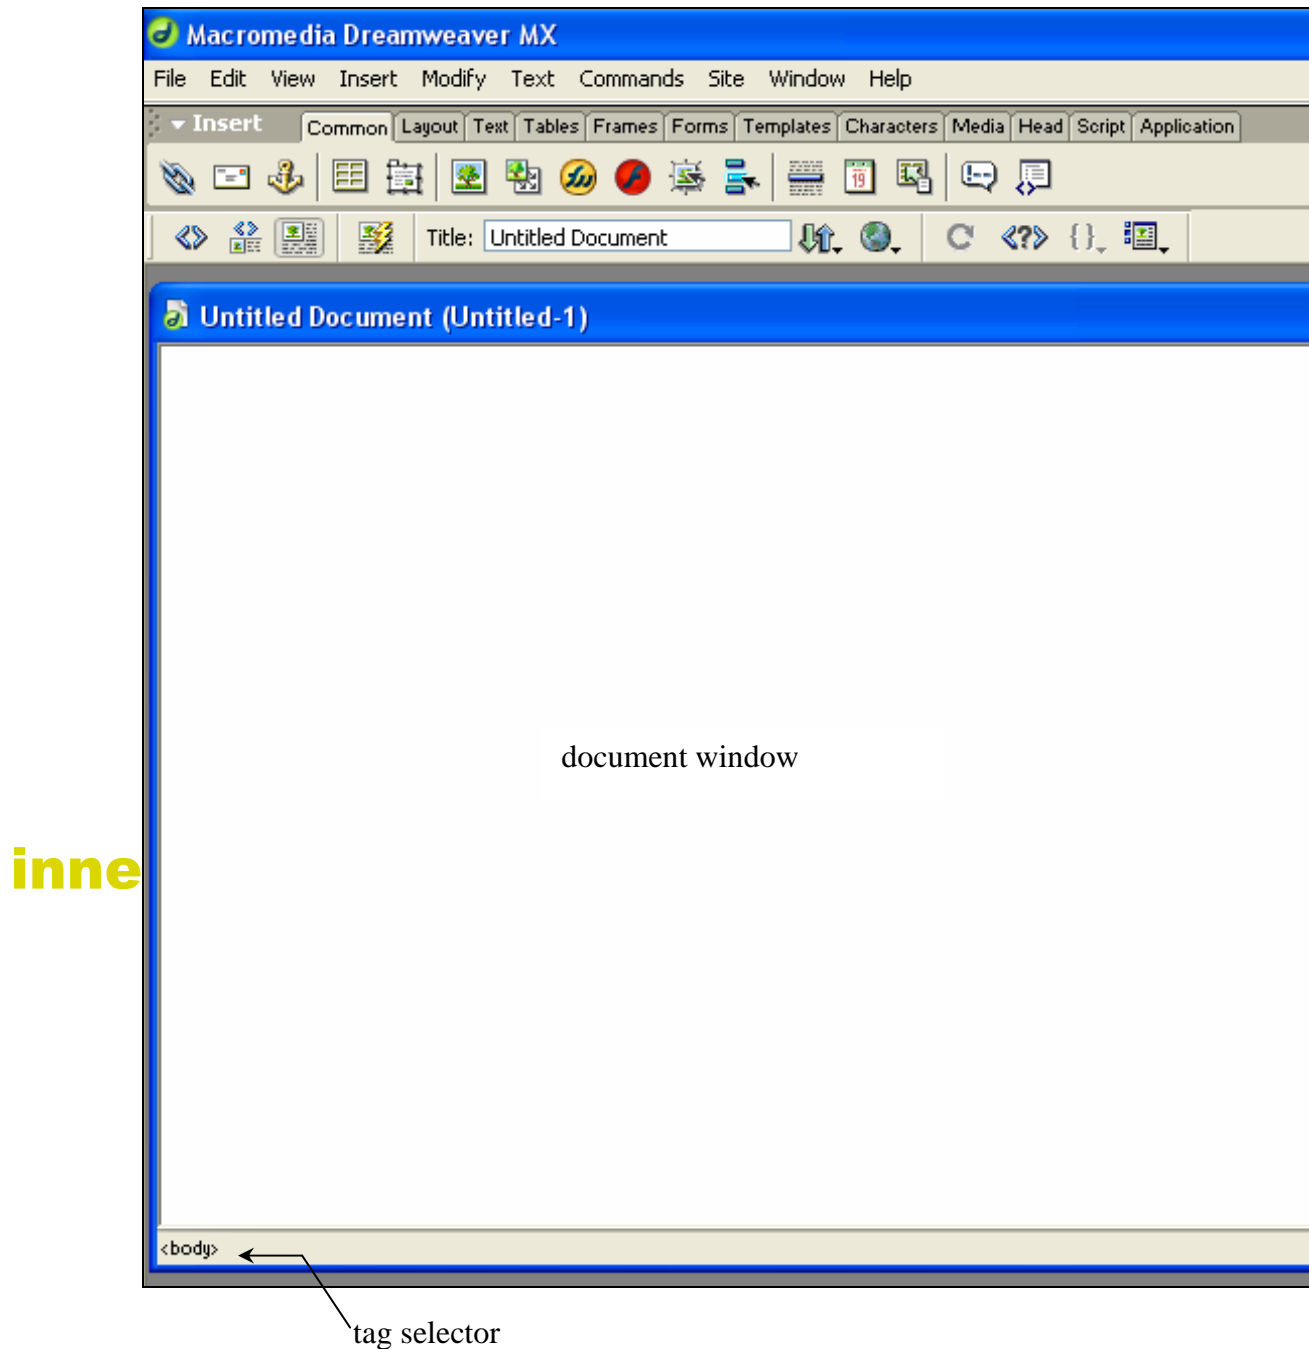 Macromedia Dreamweaver MX
File Edit View Insert Modify Text Commands Site Window Help
Insert Common Layout Text Tables Frames Forms Templates Characters Media Head Script Application
19
Title: Untitled Document <?> {}
Untitled Document (Untitled-1)
document window
inne
<body>
tag selector